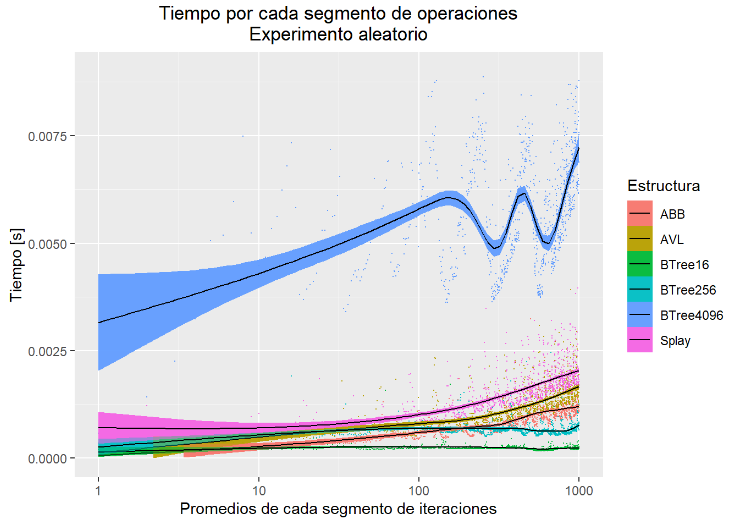 Tiempo por cada segmento de operaciones
Experimento aleatorio
Tiempo [s]
0.0075
0.0050
0.0025
0.0000
1
10
100
1000
Promedios de cada segmento de iteraciones
Estructura
ABB
AVL
BTree16
BTree256
BTree4096
Splay